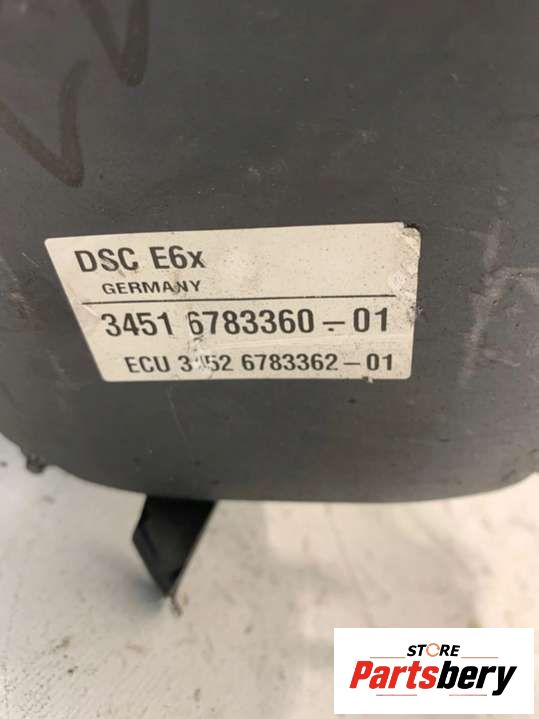 DSC E6x
GERMANY
3451 6783360-01
ECU 3452 6783362-01
STORE
Partsbery